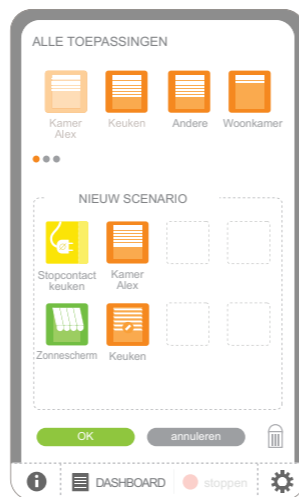 ALLE TOEPASSINGEN
Kamer
Alex
Keuken
Andere
Woonkamer
NIEUW SCENARIO
Stopcontact
keuken
Kamer
Alex
Zonnescherm
Keuken
OK
annuleren
DASHBOARD
stoppen